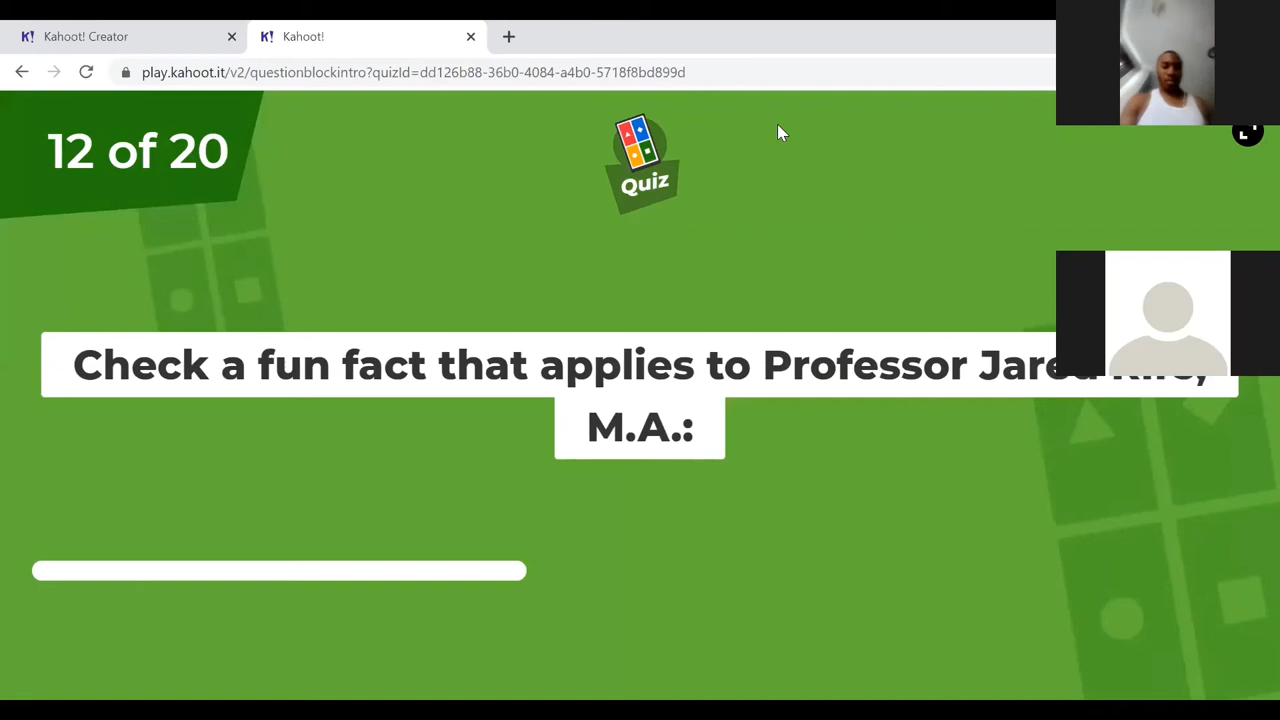 Kahoot! Creator
Kahoot!
play.kahoot.it/v2/questionblockintro?quizId=dd126b88-36b0-4084-a4b0-5718f8bd899d
12 of 20
Quiz
Check a fun fact that applies to Professor Jared
M.A.: